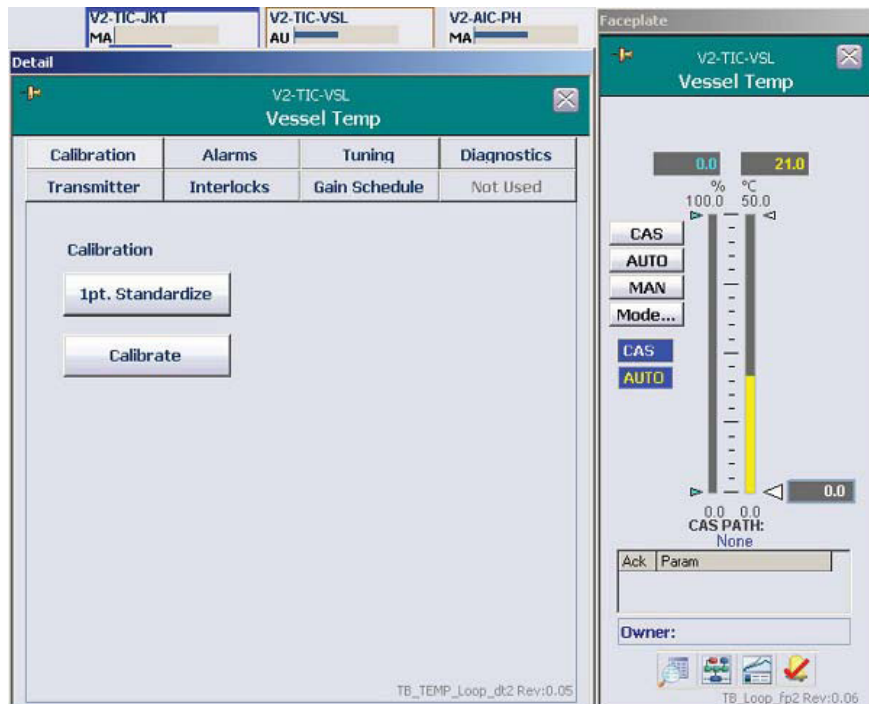 V2-TIC-JKT
MA
V2-TIC-VSL
AU
V2-AIC-PH
MA
Detail
V2-TIC-VSL
Vessel Temp
Calibration Alarms Tuning Diagnostics
Transmitter Interlocks Gain Schedule Not Used
Calibration
1pt. Standardize
Calibrate
TB_TEMP_Loop_dt2 Rev:0.05
Faceplate
V2-TIC-VSL
Vessel Temp
0.0 21.0
% °C
100.0 50.0
CAS
AUTO
MAN
Mode...
CAS
AUTO
0.0
0.0 0.0
CAS PATH:
None
Ack Param
Owner:
TB_Loop_fp2 Rev:0.06